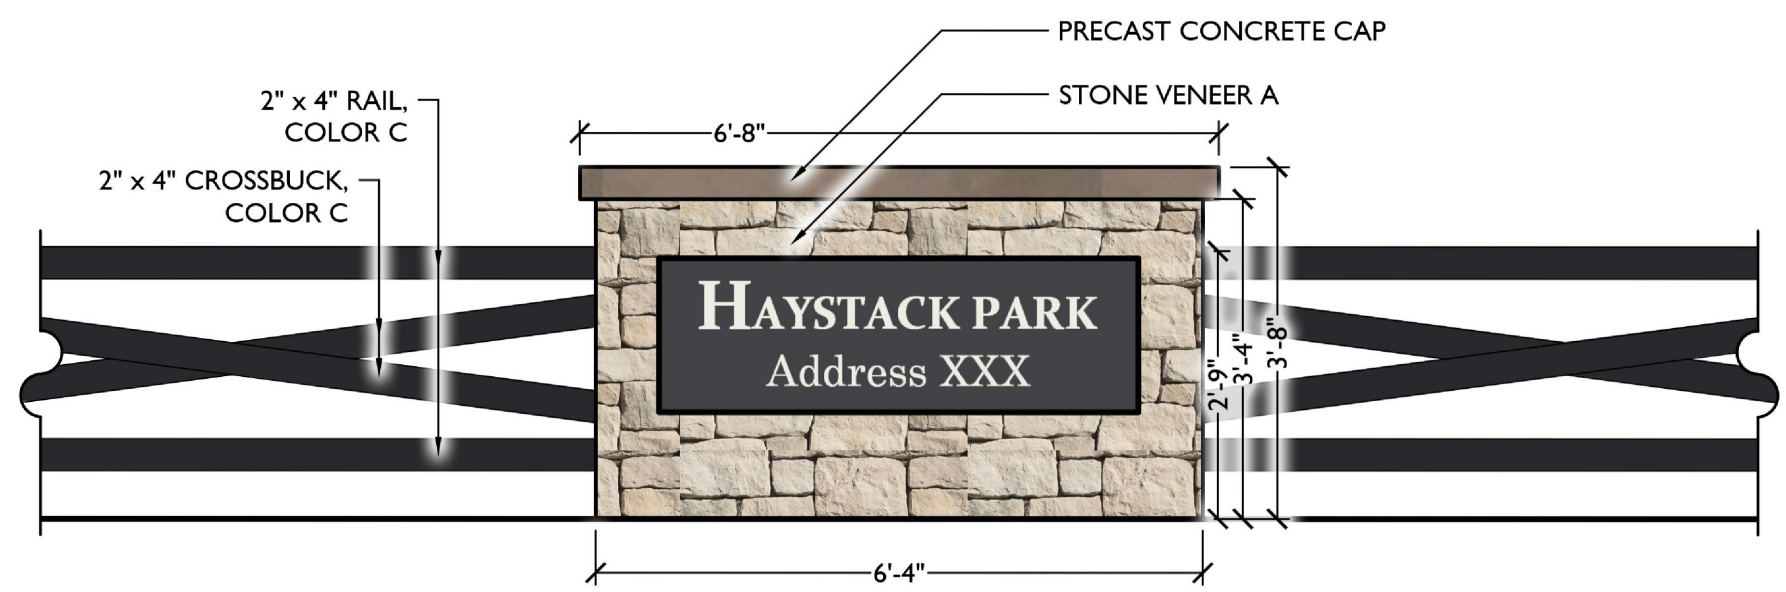 PRECAST CONCRETE CAP
STONE VENEER A
2" x 4" RAIL,
COLOR C
6'-8"
2" x 4" CROSSBUCK,
COLOR C
HAYSTACK PARK
Address XXX
2'-9"
3'-4"
3'-8"
6'-4"